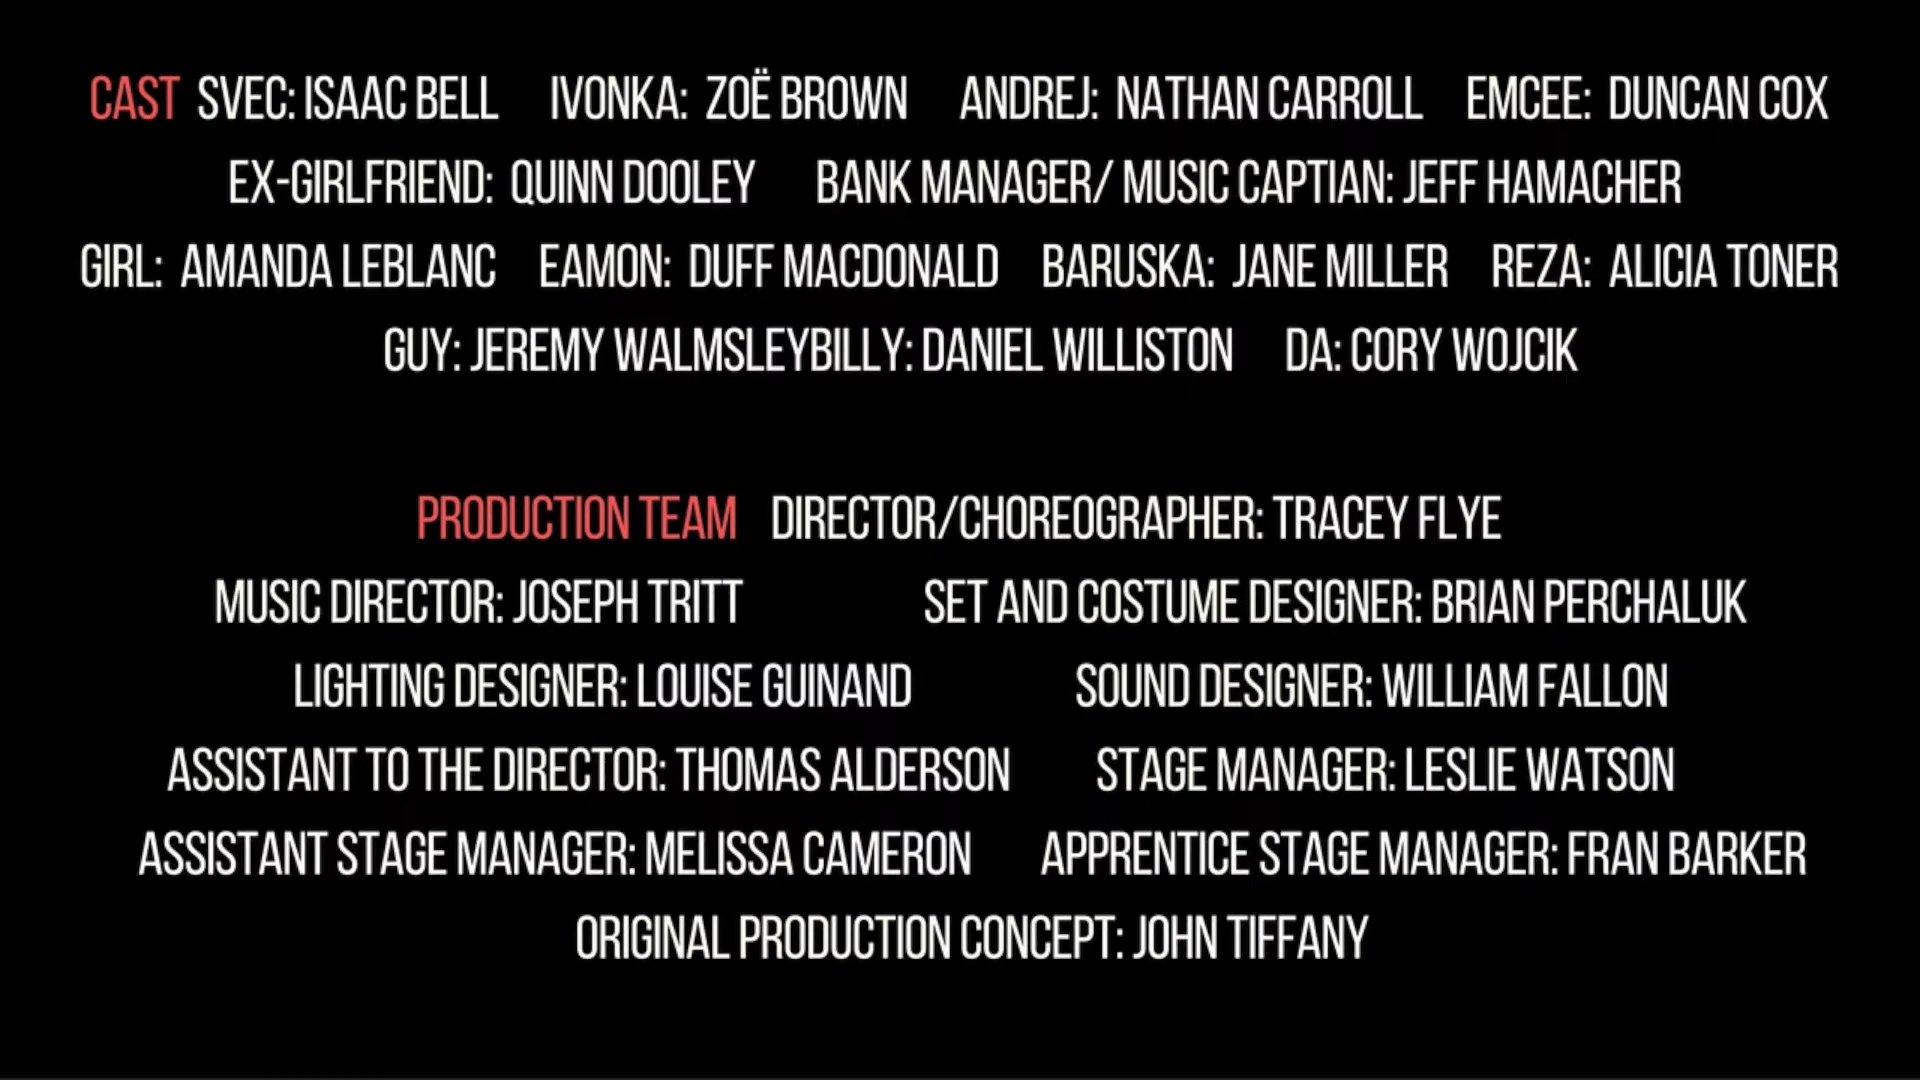 CAST SVEC: ISAAC BELL IVONKA: ZOË BROWN ANDREJ: NATHAN CARROLL EMCEE: DUNCAN COX
EX-GIRLFRIEND: QUINN DOOLEY BANK MANAGER/ MUSIC CAPTIAN: JEFF HAMACHER
GIRL: AMANDA LEBLANC EAMON: DUFF MACDONALD BARUSKA: JANE MILLER REZA: ALICIA TONER
GUY: JEREMY WALMSLEYBILLY: DANIEL WILLISTON DA: CORY WOJCIK
PRODUCTION TEAM DIRECTOR/CHOREOGRAPHER: TRACEY FLYE
MUSIC DIRECTOR: JOSEPH TRITT SET AND COSTUME DESIGNER: BRIAN PERCHALUK
LIGHTING DESIGNER: LOUISE GUINAND SOUND DESIGNER: WILLIAM FALLON
ASSISTANT TO THE DIRECTOR: THOMAS ALDERSON STAGE MANAGER: LESLIE WATSON
ASSISTANT STAGE MANAGER: MELISSA CAMERON APPRENTICE STAGE MANAGER: FRAN BARKER
ORIGINAL PRODUCTION CONCEPT: JOHN TIFFANY